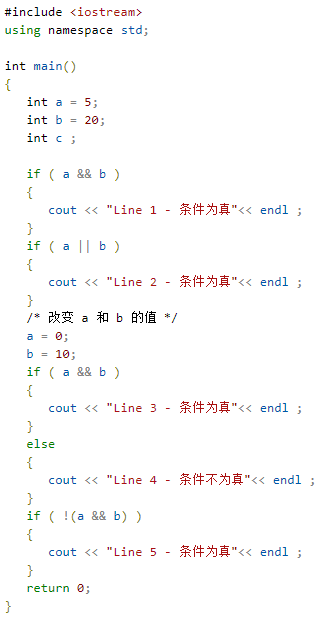 #include <iostream>
using namespace std;

int main()
{
   int a = 5;
   int b = 20;
   int c ;

   if ( a && b )
   {
      cout << "Line 1 - 条件为真"<< endl ;
   }
   if ( a || b )
   {
      cout << "Line 2 - 条件为真"<< endl ;
   }
   /* 改变 a 和 b 的值 */
   a = 0;
   b = 10;
   if ( a && b )
   {
      cout << "Line 3 - 条件为真"<< endl ;
   }
   else
   {
      cout << "Line 4 - 条件不为真"<< endl ;
   }
   if ( !(a && b) )
   {
      cout << "Line 5 - 条件为真"<< endl ;
   }
   return 0;
}